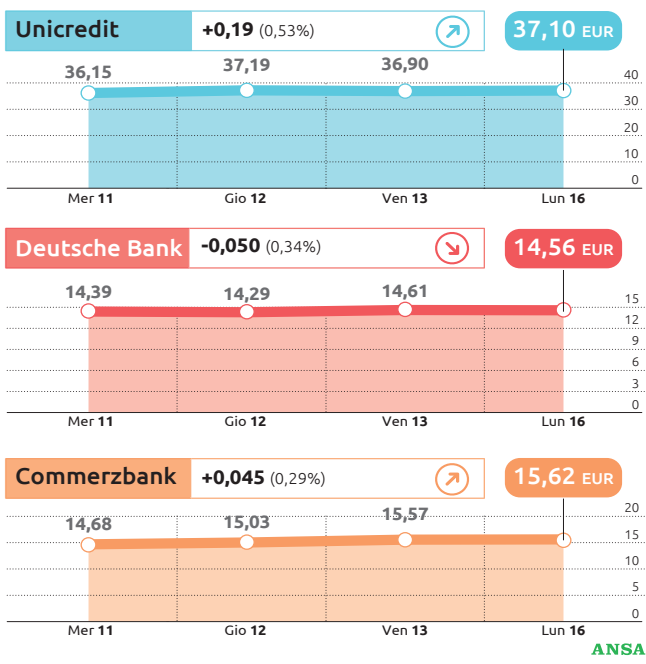 Unicredit +0,19 (0,53%) 37,10 EUR
36,15 37,19 36,90
40
30
20
10
0
Mer 11 Gio 12 Ven 13 Lun 16
Deutsche Bank -0,050 (0,34%) 14,56 EUR
14,39 14,29 14,61
15
12
9
6
3
0
Mer 11 Gio 12 Ven 13 Lun 16
Commerzbank +0,045 (0,29%) 15,62 EUR
14,68 15,03 15,57
20
15
10
5
0
Mer 11 Gio 12 Ven 13 Lun 16
ANSA